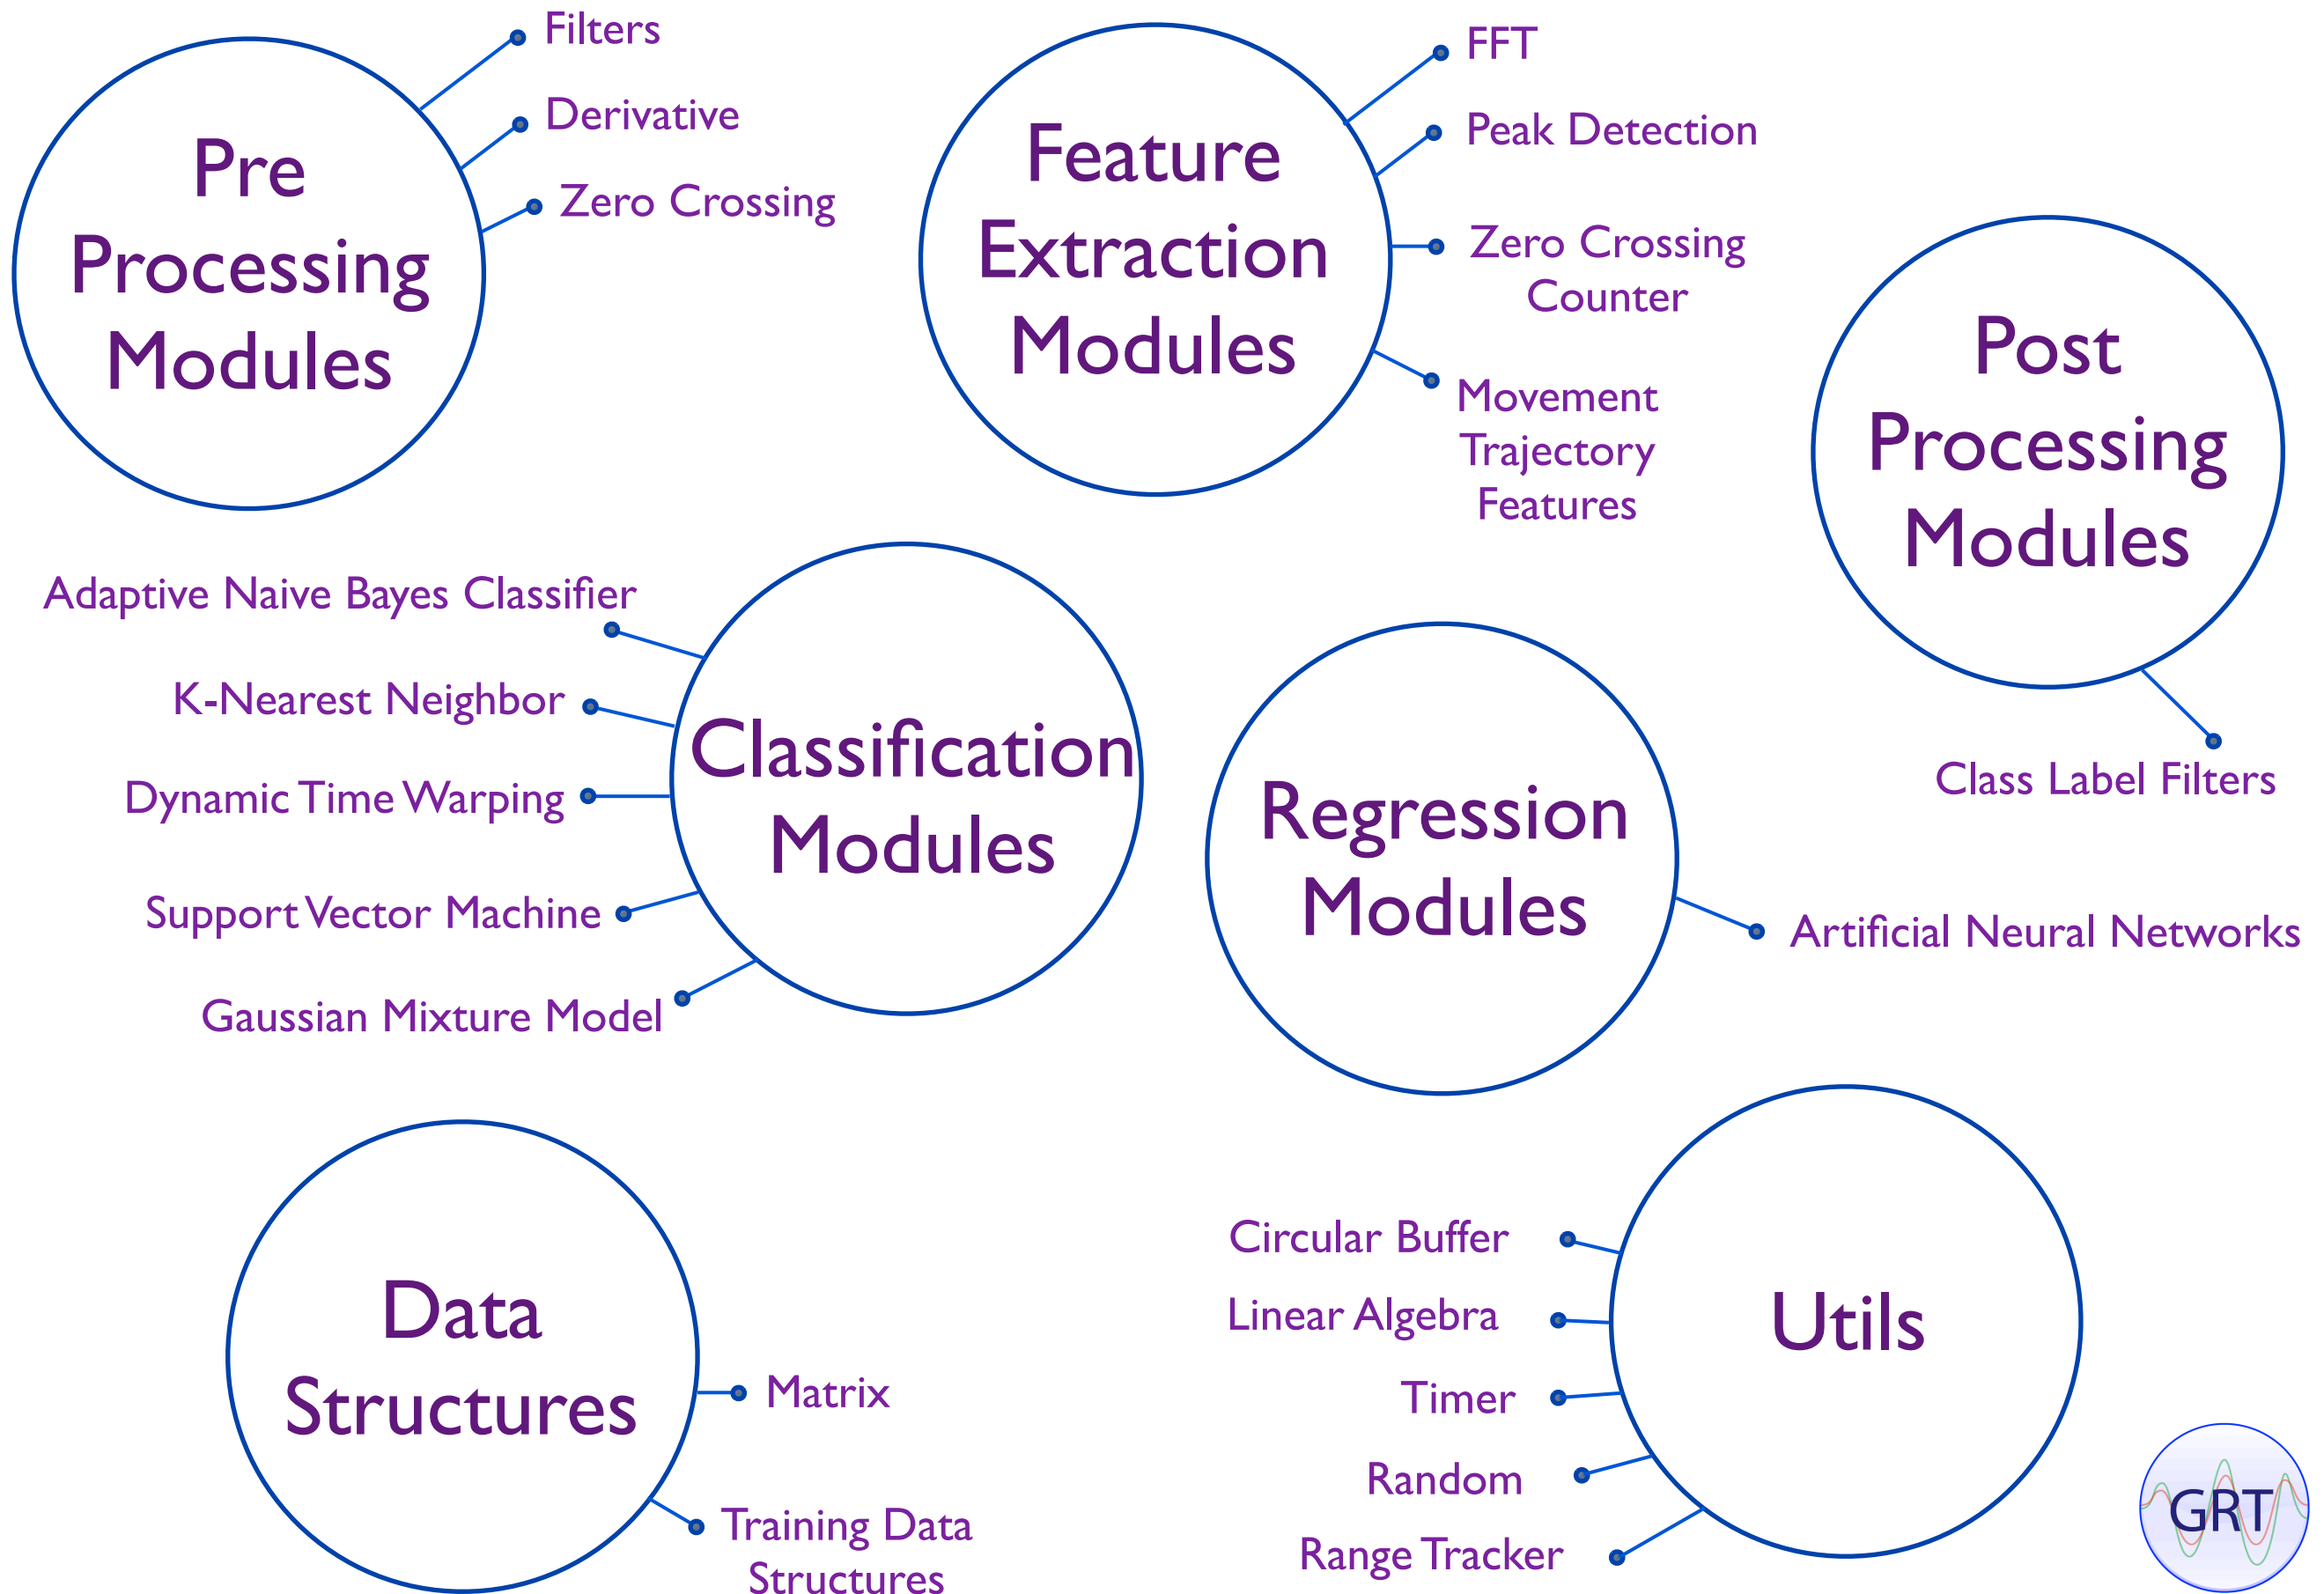 Pre
Processing
Modules
Filters
Derivative
Zero Crossing
Feature
Extraction
Modules
FFT
Peak Detection
Zero Crossing
Counter
Movement
Trajectory
Features
Post
Processing
Modules
Class Label Filters
Classification
Modules
Adaptive Naive Bayes Classifier
K-Nearest Neighbor
Dynamic Time Warping
Support Vector Machine
Gaussian Mixture Model
Regression
Modules
Artificial Neural Networks
Data
Structures
Matrix
Training Data
Structures
Utils
Circular Buffer
Linear Algebra
Timer
Random
Range Tracker
GRT